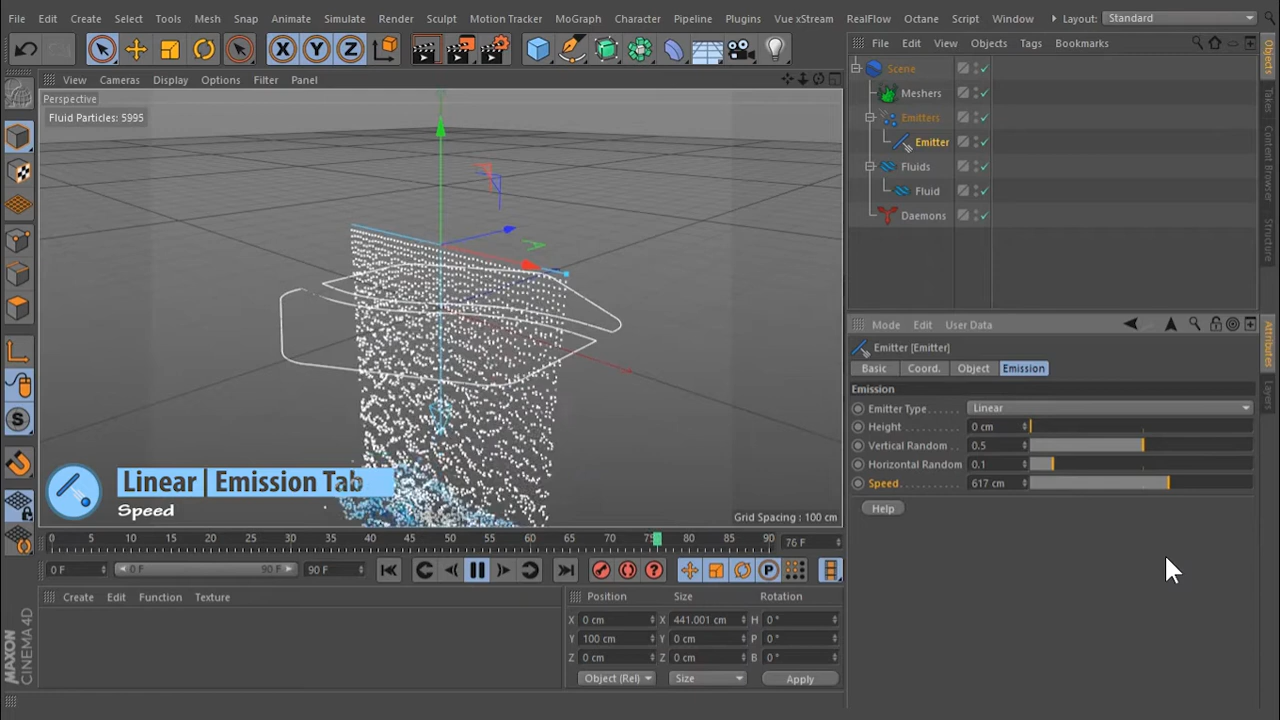 File Edit Create Select Tools Mesh Snap Animate Simulate Render Sculpt Motion Tracker MoGraph Character Pipeline Plugins Vue xStream RealFlow Octane Script Window Layout: Standard
X Y Z
File Edit View Objects Tags Bookmarks
Objects
Takes
Content Browser
Structure
View Cameras Display Options Filter Panel
Perspective
Fluid Particles: 5995
Scene
Meshers
Emitters
Emitter
Fluids
Fluid
Daemons
Mode Edit User Data
Attributes
Layers
Emitter [Emitter]
Basic Coord. Object Emission
Emission
Emitter Type Linear
Height 0 cm
Vertical Random 0.5
Horizontal Random 0.1
Speed 617 cm
Help
S
Linear | Emission Tab
Speed
Grid Spacing : 100 cm
0 5 10 15 20 25 30 35 40 45 50 55 60 65 70 75 80 85 90 76 F
0 F 0 F 90 F 90 F
P
Create Edit Function Texture
Position Size Rotation
X 0 cm X 441.001 cm H 0 °
Y 100 cm Y 0 cm P 0 °
Z 0 cm Z 0 cm B 0 °
Object (Rel) Size Apply
MAXON
CINEMA 4D